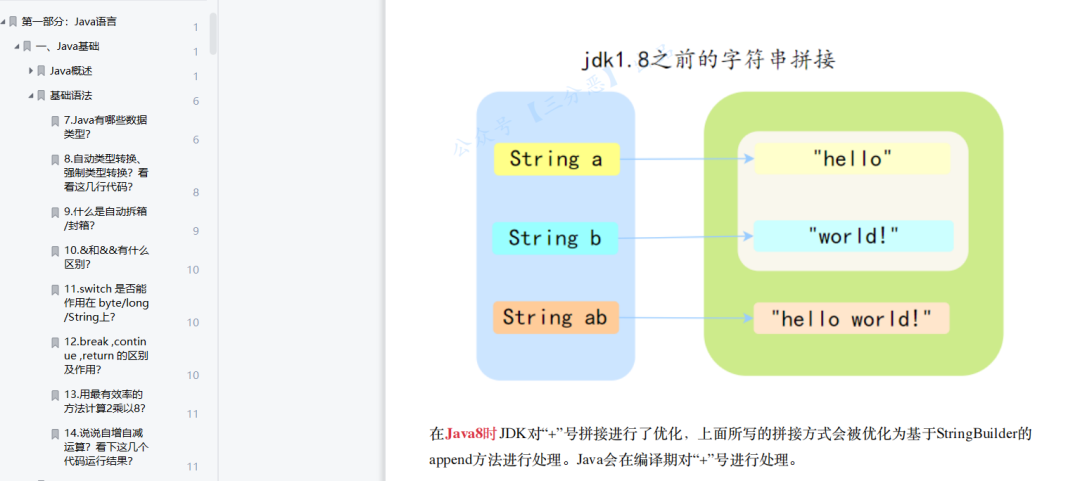 第一部分：Java语言
1
一、Java基础
1
Java概述
1
基础语法
6
7.Java有哪些数据
类型？
6
8.自动类型转换、
强制类型转换？看
看这几行代码？
8
9.什么是自动拆箱
/封箱？
9
10.&和&&有什么
区别？
10
11.switch 是否能
作用在 byte/long
/String上？
10
12.break ,contin
ue ,return 的区别
及作用？
10
13.用最有效率的
方法计算2乘以8？
11
14.说说自增自减
运算？看下这几个
代码运行结果？
11
jdk1.8之前的字符串拼接
公众号【三分恶】
String a
"hello"
String b
"world!"
String ab
"hello world!"
在Java8时JDK对“+”号拼接进行了优化，上面所写的拼接方式会被优化为基于StringBuilder的
append方法进行处理。Java会在编译期对“+”号进行处理。